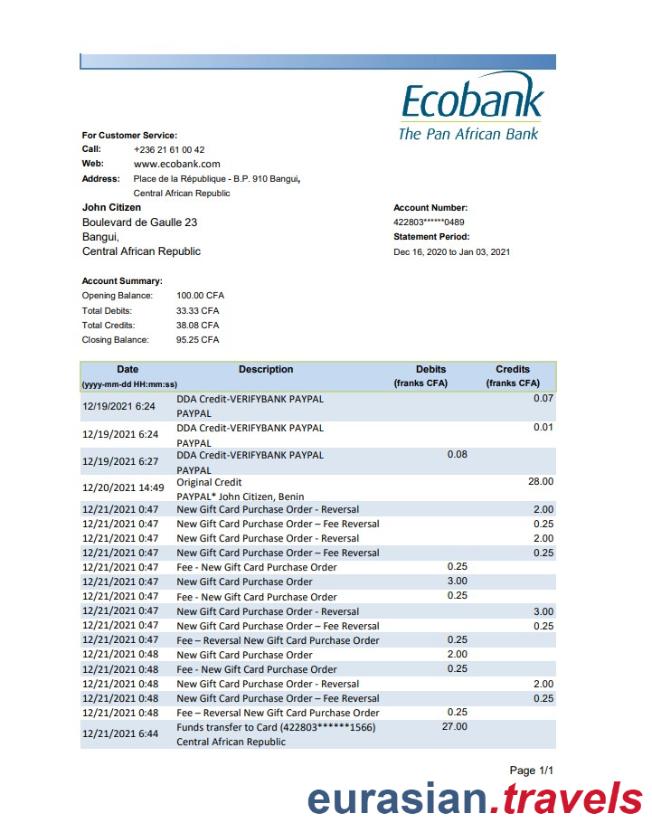 Ecobank
The Pan African Bank
For Customer Service:
Call: +236 21 61 00 42
Web: www.ecobank.com
Address: Place de la République - B.P. 910 Bangui,
Central African Republic
John Citizen
Boulevard de Gaulle 23
Bangui,
Central African Republic
Account Number:
422803******0489
Statement Period:
Dec 16, 2020 to Jan 03, 2021
Account Summary:
Opening Balance: 100.00 CFA
Total Debits: 33.33 CFA
Total Credits: 38.08 CFA
Closing Balance: 95.25 CFA
Date Description Debits Credits
(yyyy-mm-dd HH:mm:ss) (franks CFA) (franks CFA)
12/19/2021 6:24 DDA Credit-VERIFYBANK PAYPAL 0.07
PAYPAL
12/19/2021 6:24 DDA Credit-VERIFYBANK PAYPAL 0.01
PAYPAL
12/19/2021 6:27 DDA Credit-VERIFYBANK PAYPAL 0.08
PAYPAL
12/20/2021 14:49 Original Credit 28.00
PAYPAL* John Citizen, Benin
12/21/2021 0:47 New Gift Card Purchase Order - Reversal 2.00
12/21/2021 0:47 New Gift Card Purchase Order – Fee Reversal 0.25
12/21/2021 0:47 New Gift Card Purchase Order - Reversal 2.00
12/21/2021 0:47 New Gift Card Purchase Order – Fee Reversal 0.25
12/21/2021 0:47 Fee - New Gift Card Purchase Order 0.25
12/21/2021 0:47 New Gift Card Purchase Order 3.00
12/21/2021 0:47 Fee - New Gift Card Purchase Order 0.25
12/21/2021 0:47 New Gift Card Purchase Order - Reversal 3.00
12/21/2021 0:47 New Gift Card Purchase Order – Fee Reversal 0.25
12/21/2021 0:47 Fee – Reversal New Gift Card Purchase Order 0.25
12/21/2021 0:48 New Gift Card Purchase Order 2.00
12/21/2021 0:48 Fee - New Gift Card Purchase Order 0.25
12/21/2021 0:48 New Gift Card Purchase Order - Reversal 2.00
12/21/2021 0:48 New Gift Card Purchase Order – Fee Reversal 0.25
12/21/2021 0:48 Fee – Reversal New Gift Card Purchase Order 0.25
12/21/2021 6:44 Funds transfer to Card (422803******1566) 27.00
Central African Republic
Page 1/1
eurasian.travels